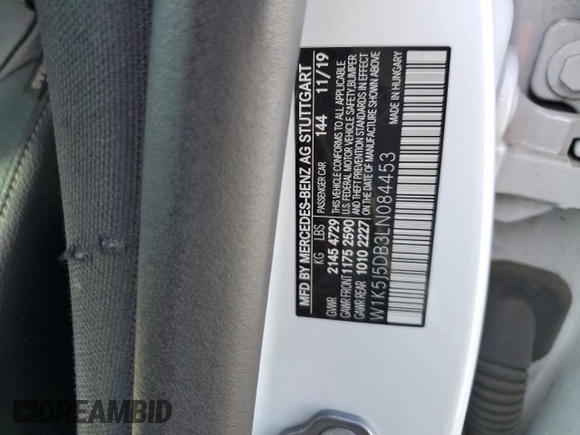 MFD BY MERCEDES-BENZ AG STUTTGART
KG LBS PASSENGER CAR 144 11/19
GVWR 2145 4729 THIS VEHICLE CONFORMS TO ALL APPLICABLE
GAWR FRONT 1175 2590 U.S. FEDERAL MOTOR VEHICLE SAFETY BUMPER
GAWR REAR 1010 2227 AND THEFT PREVENTION STANDARDS IN EFFECT
ON THE DATE OF MANUFACTURE SHOWN ABOVE
MADE IN HUNGARY
W1K5J5DB3LN084453
DREAMBID